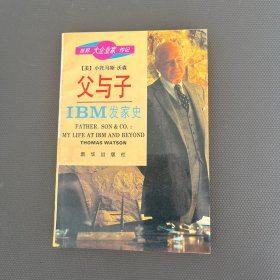 世界 大企业家 传记
【美】小托马斯·沃森
父与子
IBM发家史
FATHER, SON & CO.:
MY LIFE AT IBM AND BEYOND
THOMAS WATSON
新华出版社